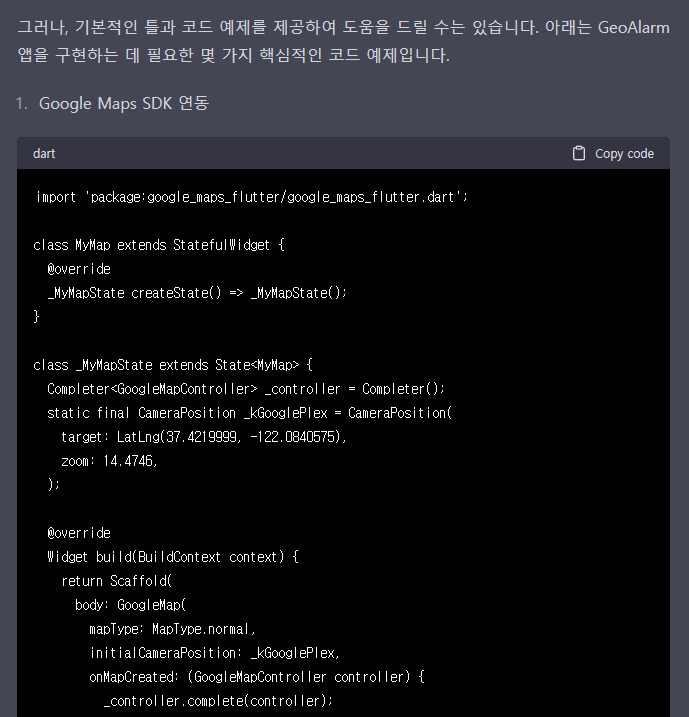 그러나, 기본적인 틀과 코드 예제를 제공하여 도움을 드릴 수는 있습니다. 아래는 GeoAlarm
앱을 구현하는 데 필요한 몇 가지 핵심적인 코드 예제입니다.
1. Google Maps SDK 연동
dart Copy code
import 'package:google_maps_flutter/google_maps_flutter.dart';
class MyMap extends StatefulWidget {
@override
_MyMapState createState() => _MyMapState();
}
class _MyMapState extends State<MyMap> {
Completer<GoogleMapController> _controller = Completer();
static final CameraPosition _kGooglePlex = CameraPosition(
target: LatLng(37.4219999, -122.0840575),
zoom: 14.4746,
);
@override
Widget build(BuildContext context) {
return Scaffold(
body: GoogleMap(
mapType: MapType.normal,
initialCameraPosition: _kGooglePlex,
onMapCreated: (GoogleMapController controller) {
_controller.complete(controller);